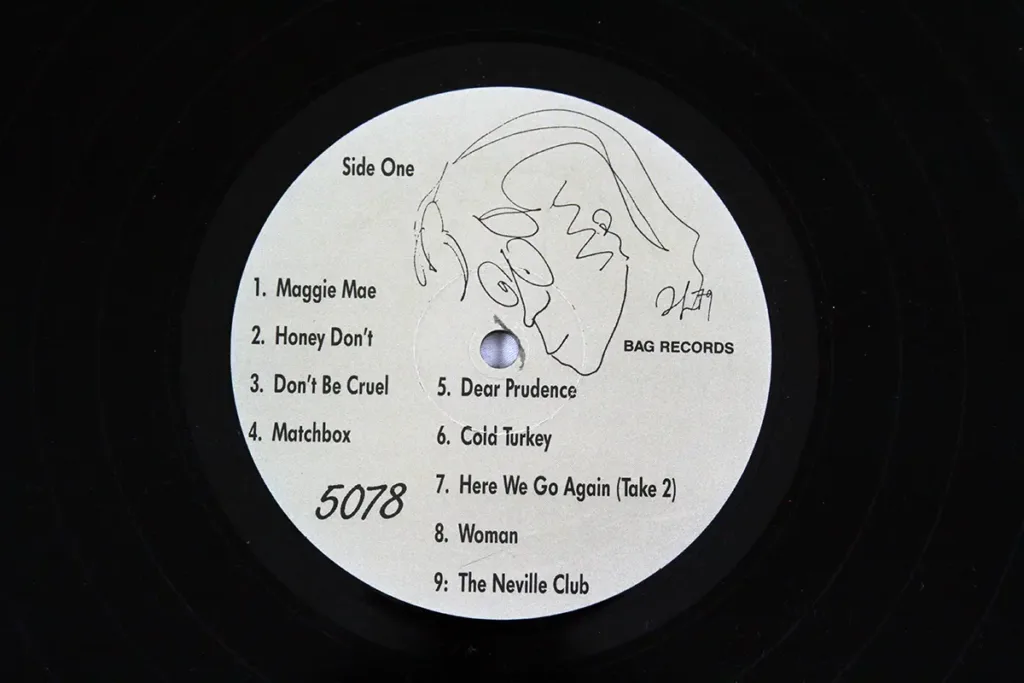 Side One
1. Maggie Mae
2. Honey Don't
3. Don't Be Cruel
4. Matchbox
5078
BAG RECORDS
5. Dear Prudence
6. Cold Turkey
7. Here We Go Again (Take 2)
8. Woman
9: The Neville Club